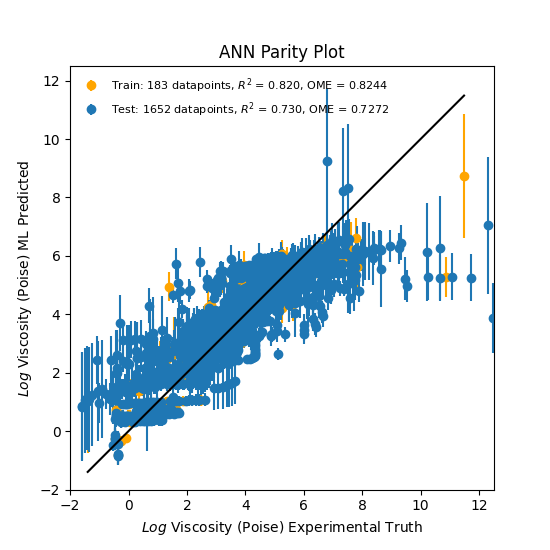 ANN Parity Plot
Train: 183 datapoints, R² = 0.820, OME = 0.8244
Test: 1652 datapoints, R² = 0.730, OME = 0.7272
12
10
8
6
4
2
0
−2
Log Viscosity (Poise) ML Predicted
−2 0 2 4 6 8 10 12
Log Viscosity (Poise) Experimental Truth